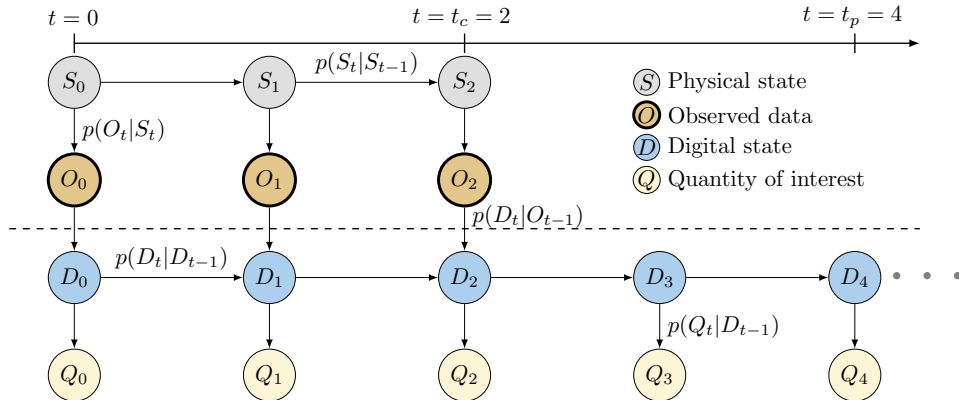 t = 0
t = t_c = 2
t = t_p = 4
S_0
S_1
p(S_t|S_{t−1})
S_2
S Physical state
O Observed data
D Digital state
Q Quantity of interest
p(O_t|S_t)
O_0
O_1
O_2
p(D_t|O_{t−1})
D_0
p(D_t|D_{t−1})
D_1
D_2
D_3
D_4
p(Q_t|D_{t−1})
Q_0
Q_1
Q_2
Q_3
Q_4